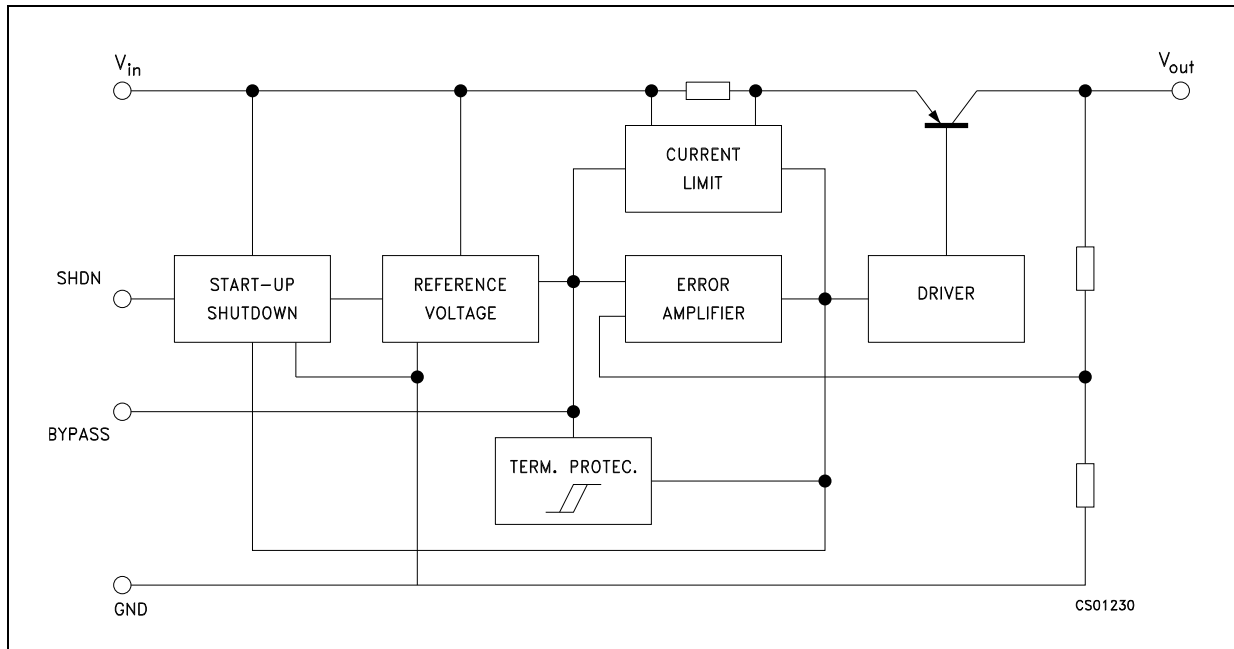 Vin
Vout
CURRENT
LIMIT
SHDN
START-UP
SHUTDOWN
REFERENCE
VOLTAGE
ERROR
AMPLIFIER
DRIVER
BYPASS
TERM. PROTEC.
GND
CS01230